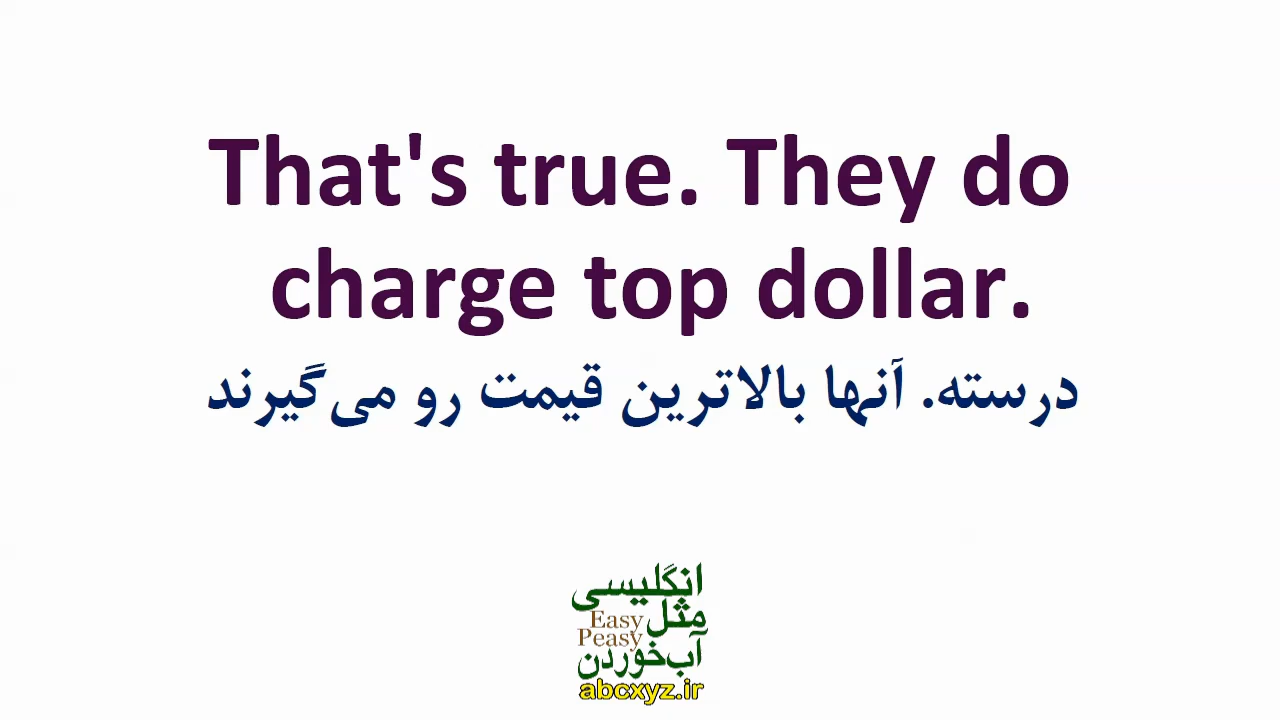 That's true. They do
charge top dollar.
درسته. آنها بالاترین قیمت رو می‌گیرند
انگلیسی
مثل
Easy
Peasy
آب‌خوردن
abcxyz.ir